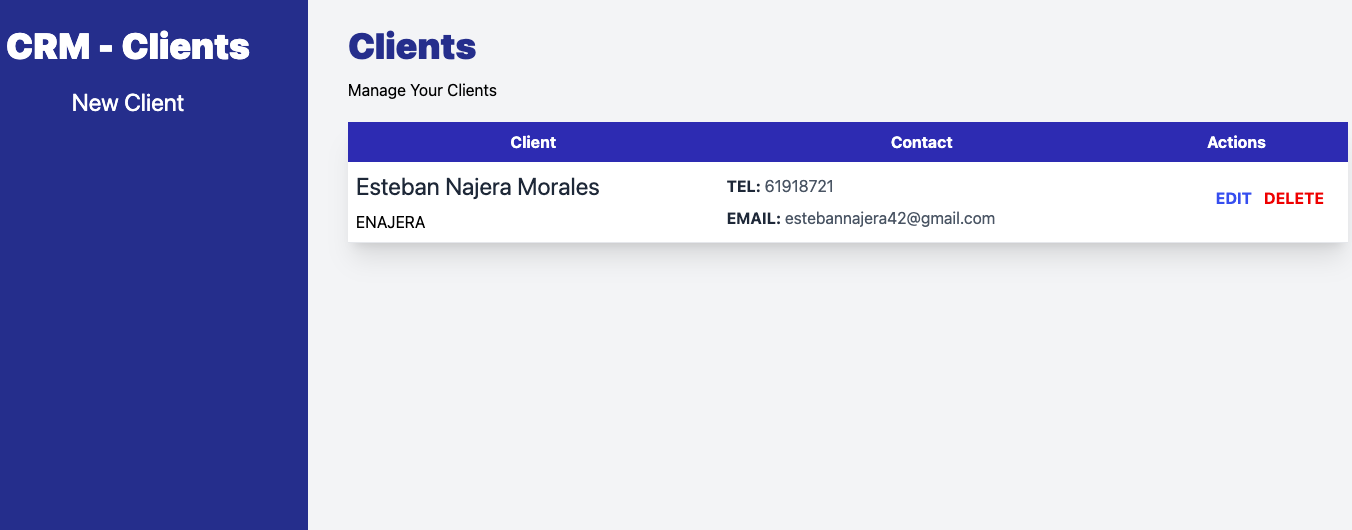 CRM - Clients
New Client
Clients
Manage Your Clients
Client Contact Actions
Esteban Najera Morales
ENAJERA
TEL: 61918721
EMAIL: estebannajera42@gmail.com
EDIT DELETE